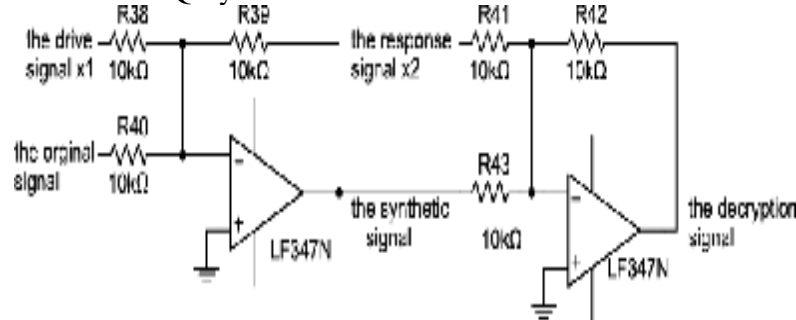 R38
R39
R41
R42
the drive
signal x1
10kΩ
10kΩ
the response
signal x2
10kΩ
10kΩ
R40
the orginal
signal
10kΩ
R43
10kΩ
-
+
LF347N
the synthetic
signal
-
+
LF347N
the decryption
signal